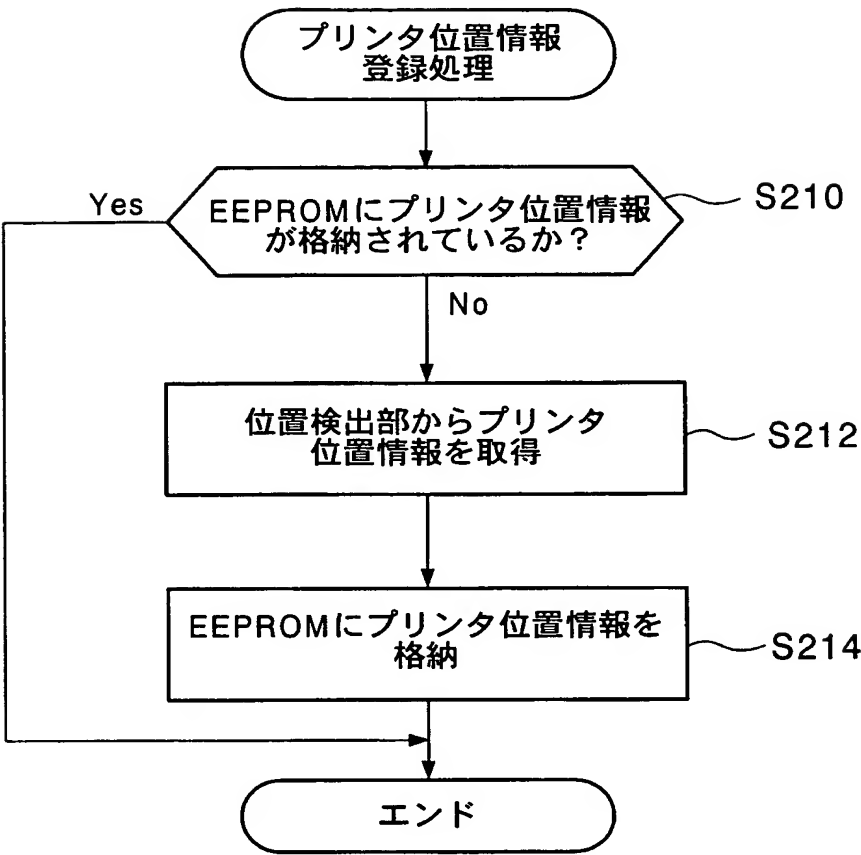 プリンタ位置情報
登録処理
Yes
EEPROMにプリンタ位置情報
が格納されているか？
S210
No
位置検出部からプリンタ
位置情報を取得
S212
EEPROMにプリンタ位置情報を
格納
S214
エンド